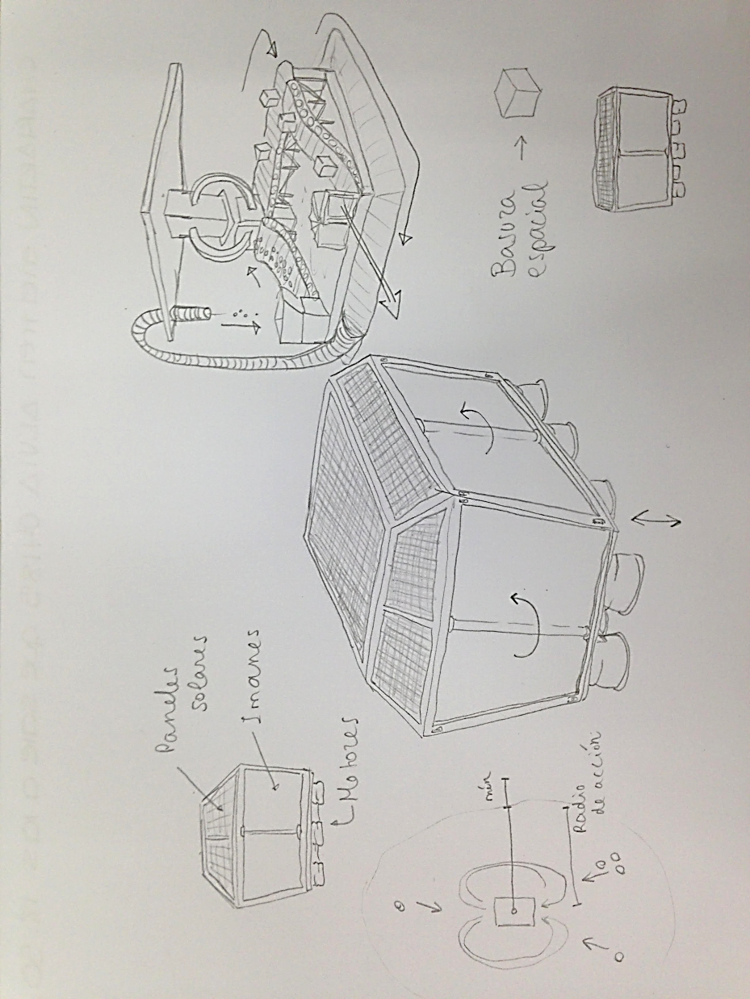 Paneles
solares
Imanes
Motores
mín
Radio
de acción
Basura →
espacial